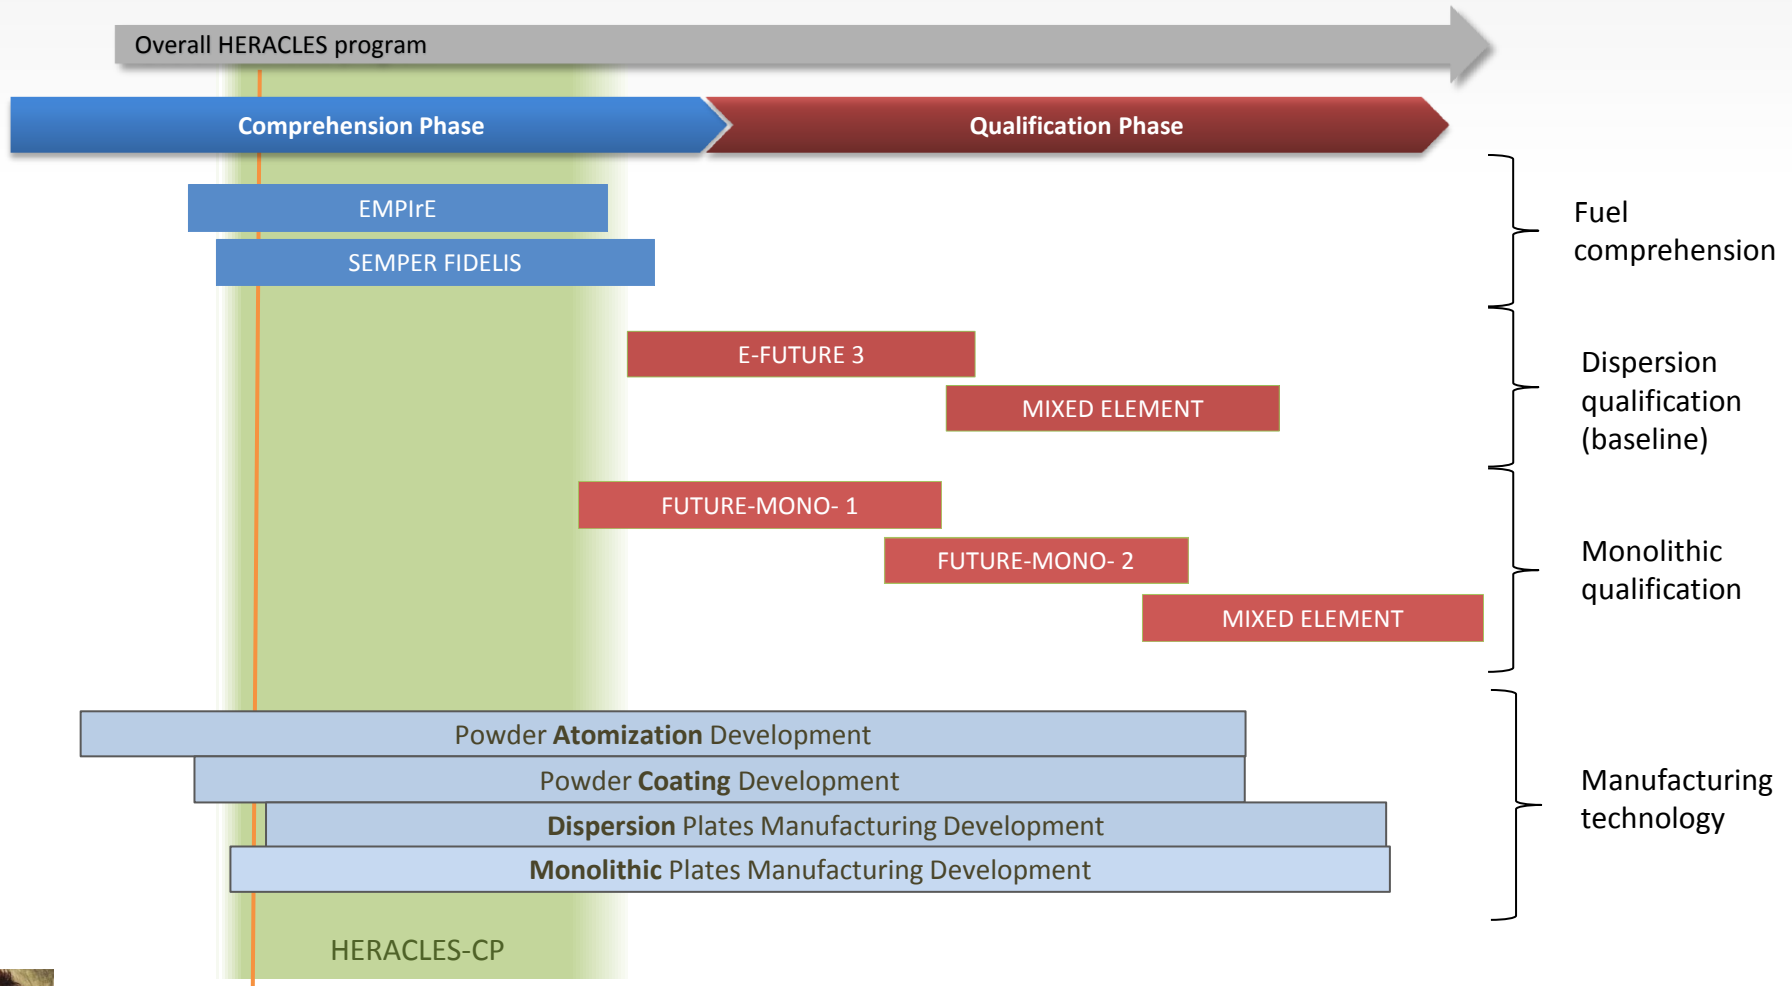 Overall HERACLES program
Comprehension Phase
Qualification Phase
EMPIrE
SEMPER FIDELIS
Fuel
comprehension
E-FUTURE 3
MIXED ELEMENT
Dispersion
qualification
(baseline)
FUTURE-MONO- 1
FUTURE-MONO- 2
MIXED ELEMENT
Monolithic
qualification
Powder Atomization Development
Powder Coating Development
Dispersion Plates Manufacturing Development
Monolithic Plates Manufacturing Development
Manufacturing
technology
HERACLES-CP